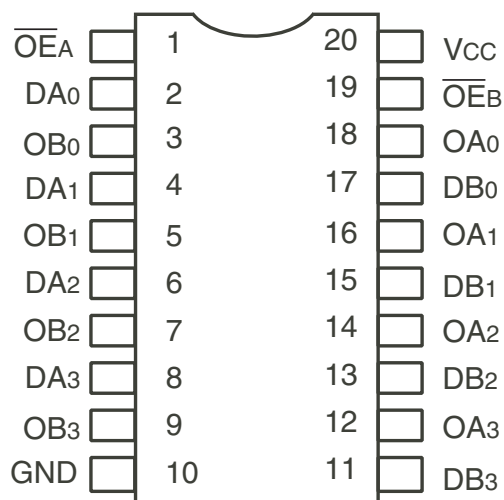 OEA 1 20 VCC
DA0 2 19 OEB
OB0 3 18 OA0
DA1 4 17 DB0
OB1 5 16 OA1
DA2 6 15 DB1
OB2 7 14 OA2
DA3 8 13 DB2
OB3 9 12 OA3
GND 10 11 DB3